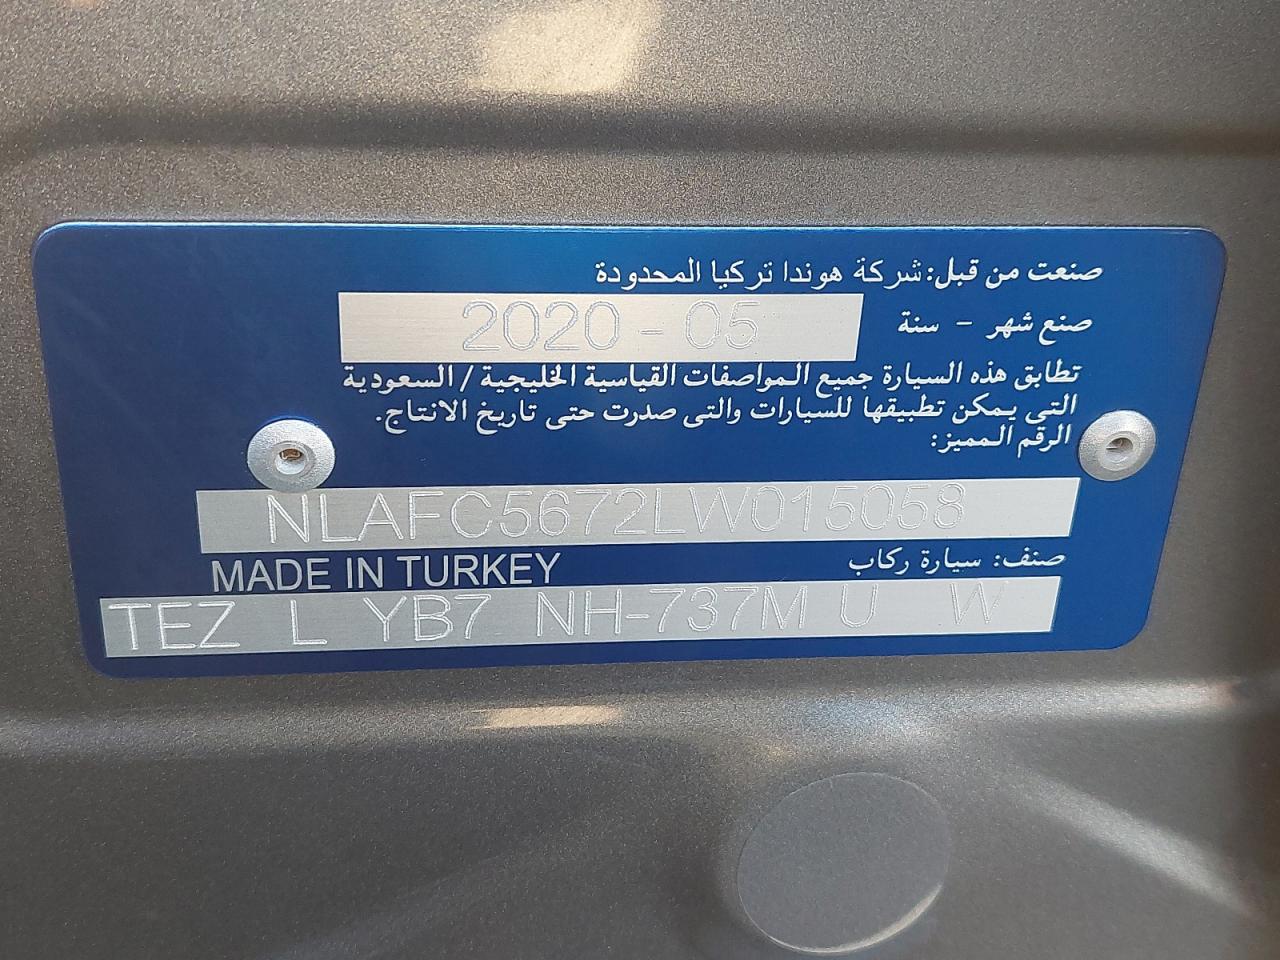 صنعت من قبل: شركة هوندا تركيا المحدودة
صنع شهر - سنة 2020 - 05
تطابق هذه السيارة جميع المواصفات القياسية الخليجية / السعودية
التى يمكن تطبيقها للسيارات والتى صدرت حتى تاريخ الانتاج.
الرقم المميز:
NLAFC5672LW015058
صنف: سيارة ركاب
MADE IN TURKEY
TEZ L YB7 NH-737M U W